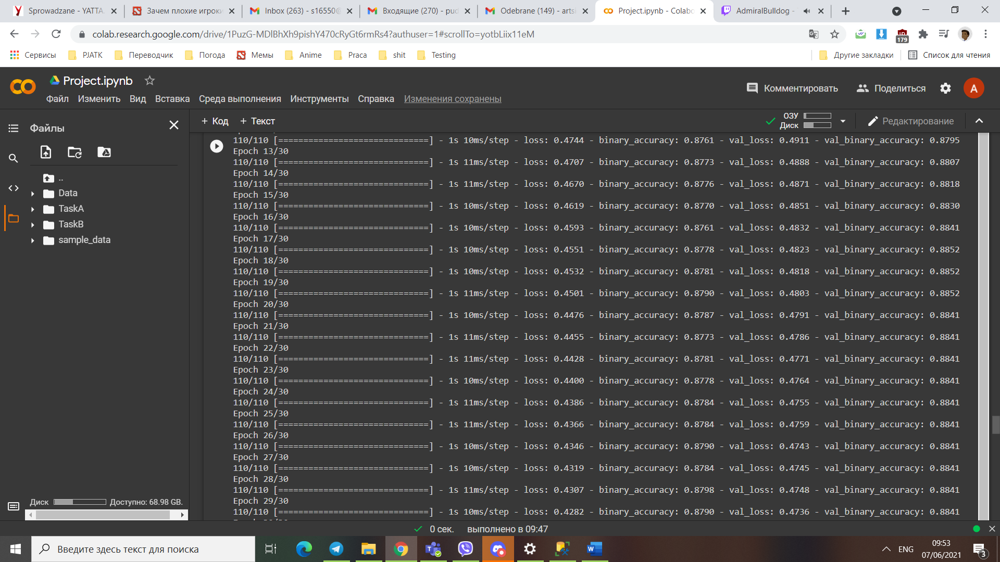 Sprowadzane - YATTA.
Зачем плохие игроки
Inbox (263) - s16550@
Входящие (270) - pud
Odebrane (149) - artsi
Project.ipynb - Colabo
AdmiralBulldog -
colab.research.google.com/drive/1PuzG-MDlBhXh9pishY470cRyGt6rmRs4?authuser=1#scrollTo=yotbLiix11eM
179
Сервисы
PJATK
Переводчик
Погода
Мемы
Anime
Praca
shit
Testing
Другие закладки
Список для чтения
Project.ipynb
Файл Изменить Вид Вставка Среда выполнения Инструменты Справка Изменения сохранены
Комментировать
Поделиться
A
Файлы
+ Код + Текст
ОЗУ
Диск
Редактирование
..
Data
TaskA
TaskB
sample_data
110/110 [==============================] - 1s 10ms/step - loss: 0.4744 - binary_accuracy: 0.8761 - val_loss: 0.4911 - val_binary_accuracy: 0.8795
Epoch 13/30
110/110 [==============================] - 1s 11ms/step - loss: 0.4707 - binary_accuracy: 0.8773 - val_loss: 0.4888 - val_binary_accuracy: 0.8807
Epoch 14/30
110/110 [==============================] - 1s 11ms/step - loss: 0.4670 - binary_accuracy: 0.8776 - val_loss: 0.4871 - val_binary_accuracy: 0.8818
Epoch 15/30
110/110 [==============================] - 1s 10ms/step - loss: 0.4619 - binary_accuracy: 0.8770 - val_loss: 0.4851 - val_binary_accuracy: 0.8830
Epoch 16/30
110/110 [==============================] - 1s 10ms/step - loss: 0.4593 - binary_accuracy: 0.8761 - val_loss: 0.4832 - val_binary_accuracy: 0.8841
Epoch 17/30
110/110 [==============================] - 1s 10ms/step - loss: 0.4551 - binary_accuracy: 0.8778 - val_loss: 0.4823 - val_binary_accuracy: 0.8852
Epoch 18/30
110/110 [==============================] - 1s 10ms/step - loss: 0.4532 - binary_accuracy: 0.8781 - val_loss: 0.4818 - val_binary_accuracy: 0.8852
Epoch 19/30
110/110 [==============================] - 1s 11ms/step - loss: 0.4501 - binary_accuracy: 0.8790 - val_loss: 0.4803 - val_binary_accuracy: 0.8852
Epoch 20/30
110/110 [==============================] - 1s 10ms/step - loss: 0.4476 - binary_accuracy: 0.8787 - val_loss: 0.4791 - val_binary_accuracy: 0.8841
Epoch 21/30
110/110 [==============================] - 1s 11ms/step - loss: 0.4455 - binary_accuracy: 0.8773 - val_loss: 0.4786 - val_binary_accuracy: 0.8841
Epoch 22/30
110/110 [==============================] - 1s 11ms/step - loss: 0.4428 - binary_accuracy: 0.8781 - val_loss: 0.4771 - val_binary_accuracy: 0.8841
Epoch 23/30
110/110 [==============================] - 1s 10ms/step - loss: 0.4400 - binary_accuracy: 0.8778 - val_loss: 0.4764 - val_binary_accuracy: 0.8841
Epoch 24/30
110/110 [==============================] - 1s 11ms/step - loss: 0.4386 - binary_accuracy: 0.8784 - val_loss: 0.4755 - val_binary_accuracy: 0.8841
Epoch 25/30
110/110 [==============================] - 1s 11ms/step - loss: 0.4366 - binary_accuracy: 0.8784 - val_loss: 0.4759 - val_binary_accuracy: 0.8841
Epoch 26/30
110/110 [==============================] - 1s 10ms/step - loss: 0.4346 - binary_accuracy: 0.8790 - val_loss: 0.4743 - val_binary_accuracy: 0.8841
Epoch 27/30
110/110 [==============================] - 1s 10ms/step - loss: 0.4319 - binary_accuracy: 0.8784 - val_loss: 0.4745 - val_binary_accuracy: 0.8841
Epoch 28/30
110/110 [==============================] - 1s 11ms/step - loss: 0.4307 - binary_accuracy: 0.8798 - val_loss: 0.4748 - val_binary_accuracy: 0.8841
Epoch 29/30
110/110 [==============================] - 1s 10ms/step - loss: 0.4282 - binary_accuracy: 0.8790 - val_loss: 0.4736 - val_binary_accuracy: 0.8841
Диск
Доступно: 68.98 GB.
0 сек. выполнено в 09:47
Введите здесь текст для поиска
ENG
09:53
07/06/2021
3